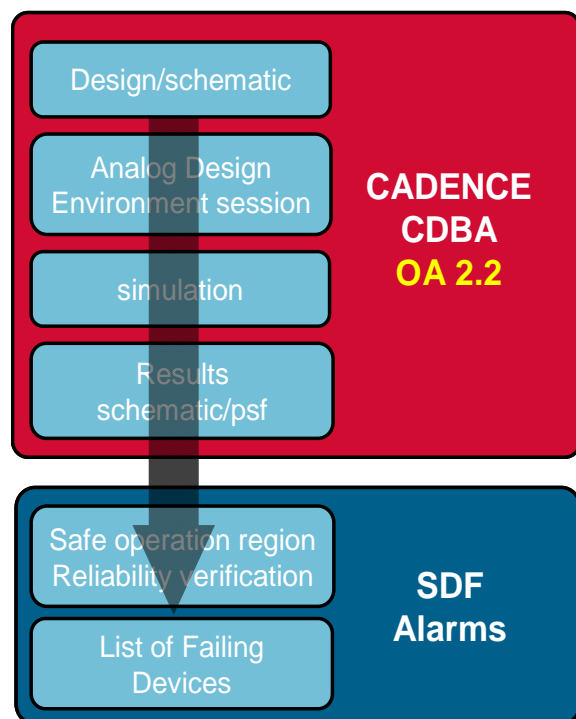 Design/schematic
Analog Design
Environment session
simulation
Results
schematic/psf
CADENCE
CDBA
OA 2.2
Safe operation region
Reliability verification
List of Failing
Devices
SDF
Alarms